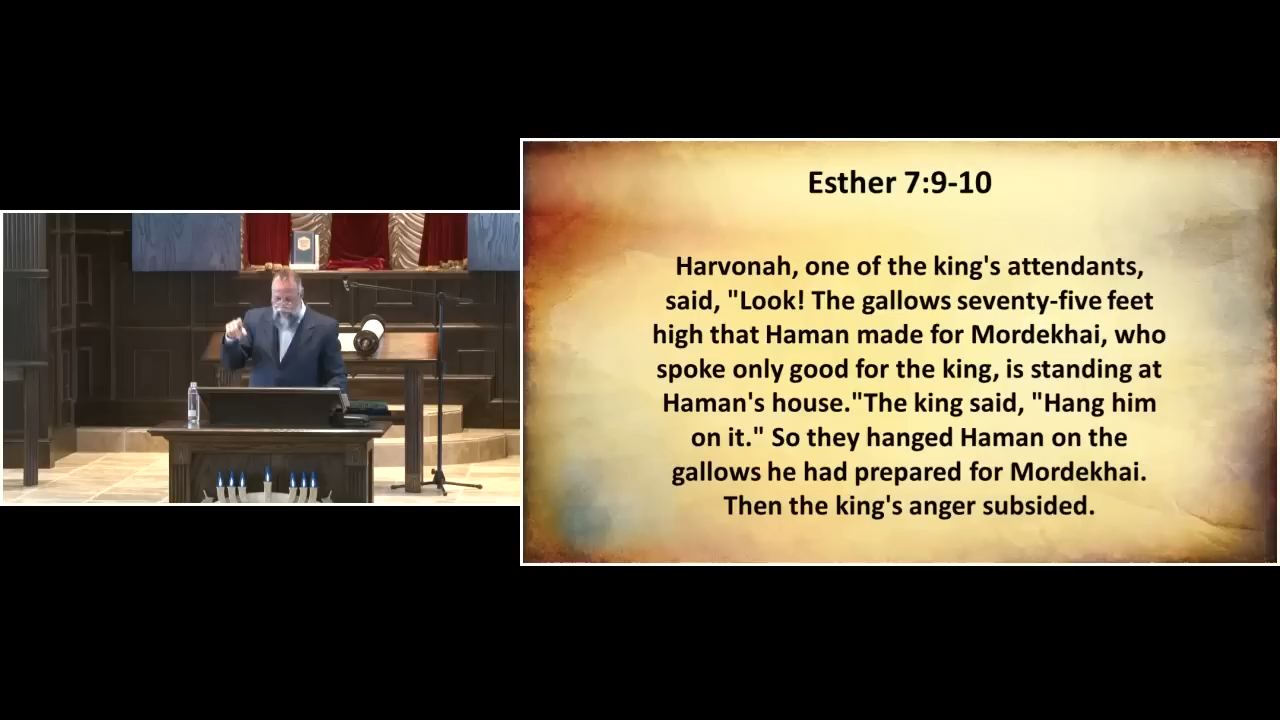 Esther 7:9-10
Harvonah, one of the king's attendants,
said, "Look! The gallows seventy-five feet
high that Haman made for Mordekhai, who
spoke only good for the king, is standing at
Haman's house."The king said, "Hang him
on it." So they hanged Haman on the
gallows he had prepared for Mordekhai.
Then the king's anger subsided.